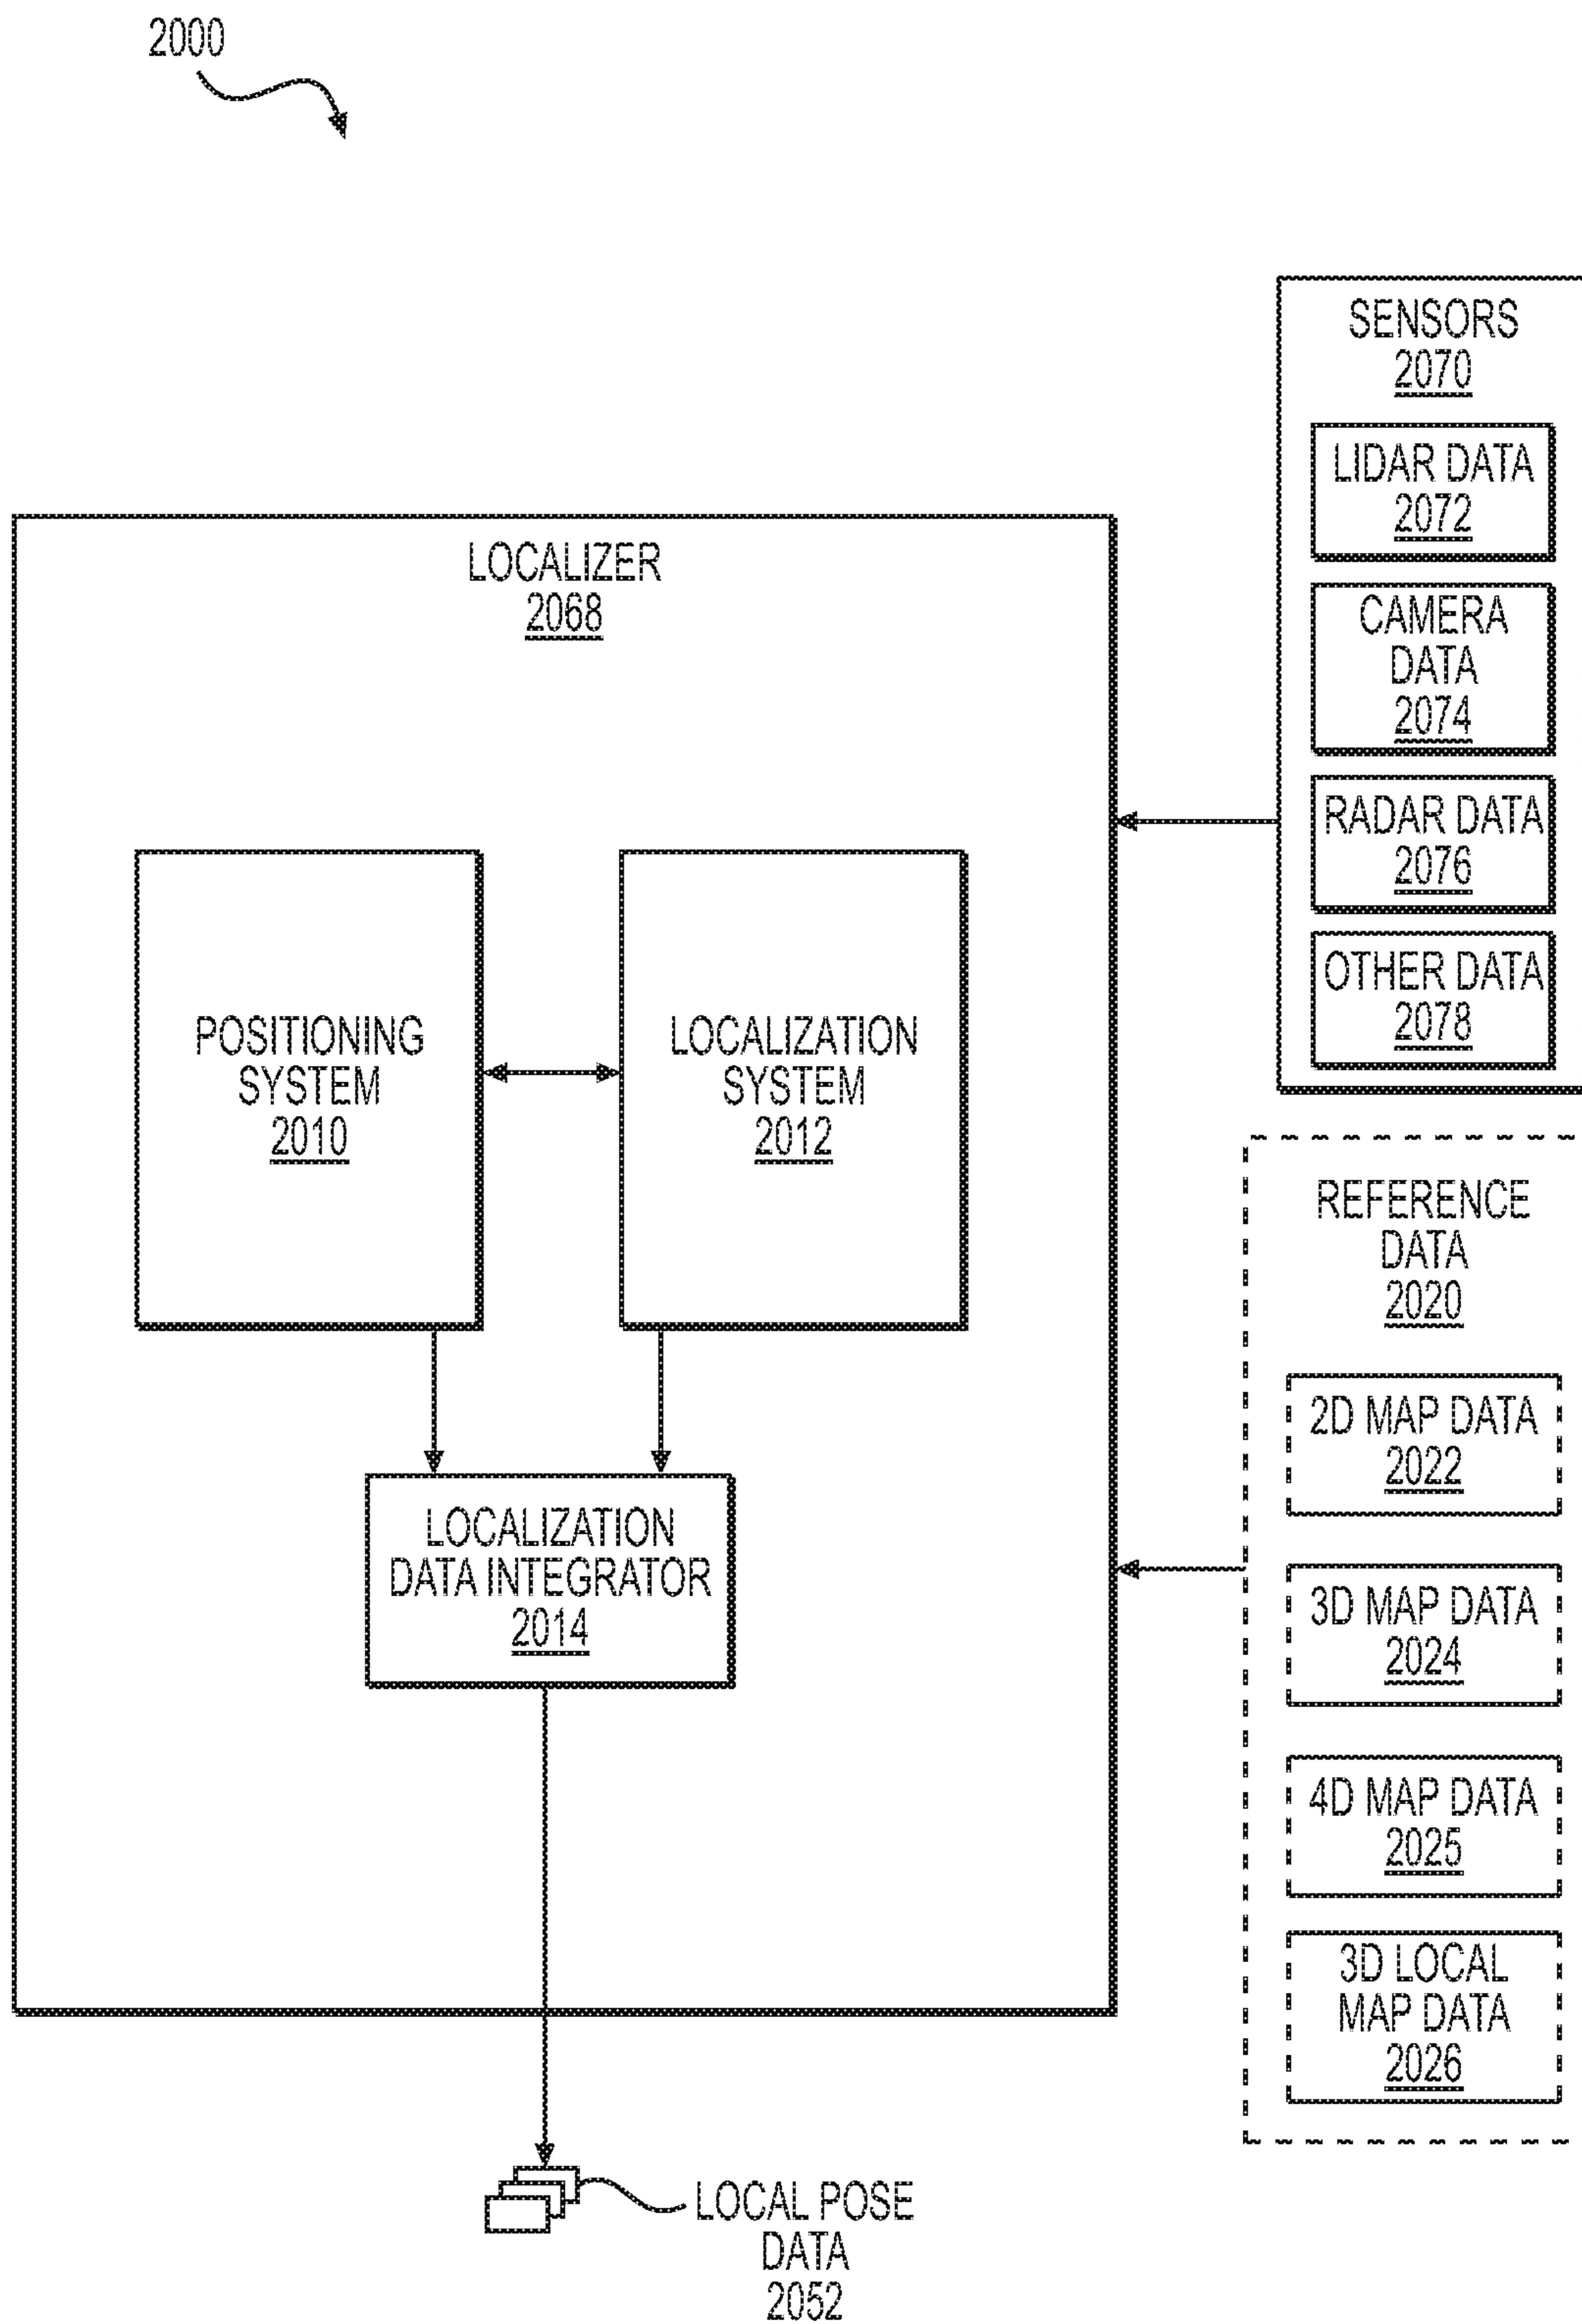 2000
SENSORS
2070
LIDAR DATA
2072
CAMERA
DATA
2074
RADAR DATA
2076
OTHER DATA
2078
LOCALIZER
2068
POSITIONING
SYSTEM
2010
LOCALIZATION
SYSTEM
2012
LOCALIZATION
DATA INTEGRATOR
2014
REFERENCE
DATA
2020
2D MAP DATA
2022
3D MAP DATA
2024
4D MAP DATA
2025
3D LOCAL
MAP DATA
2026
LOCAL POSE
DATA
2052